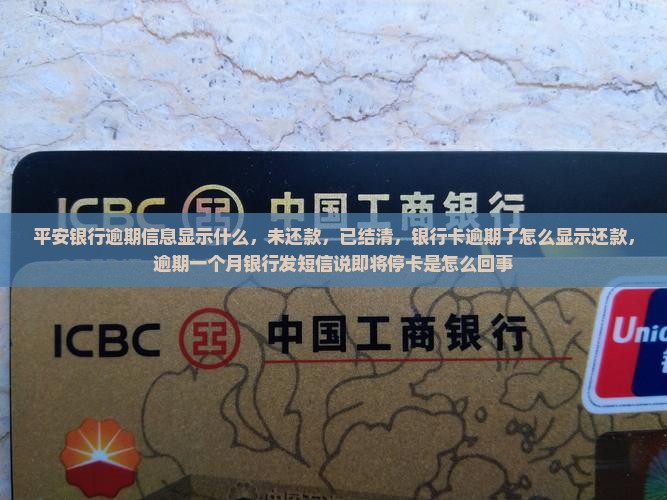 ICBC 中国工商银行
平安银行逾期信息显示什么，未还款，已结清，银行卡逾期了怎么显示还款，
逾期一个月银行发短信说即将停卡是怎么回事
ICBC 中国工商银行